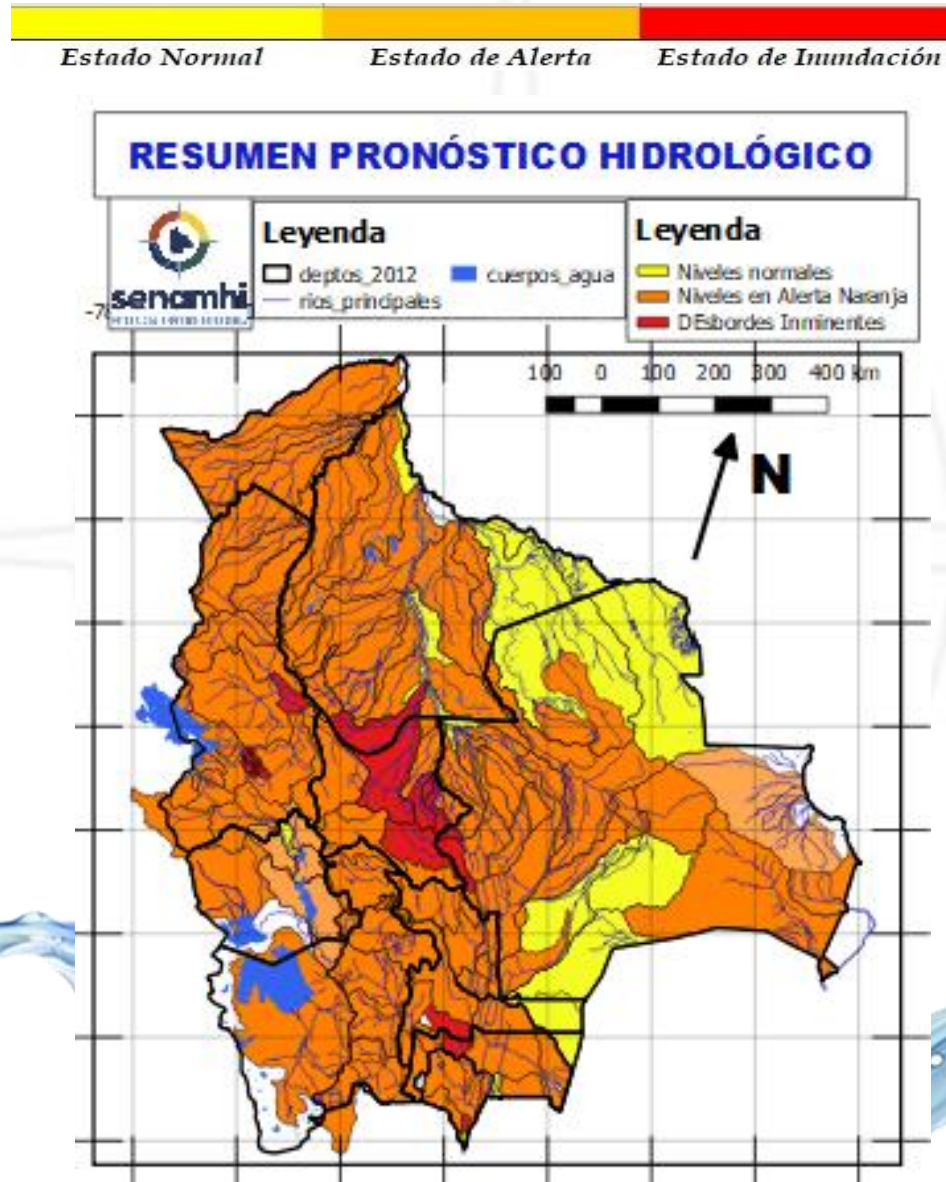 Estado Normal Estado de Alerta Estado de Inundación
RESUMEN PRONÓSTICO HIDROLÓGICO
senamhi
Leyenda
deptos_2012 cuerpos_agua
rios_principales
Leyenda
Niveles normales
Niveles en Alerta Naranja
DEsbordes Inminentes
100 0 100 200 300 400 km
N